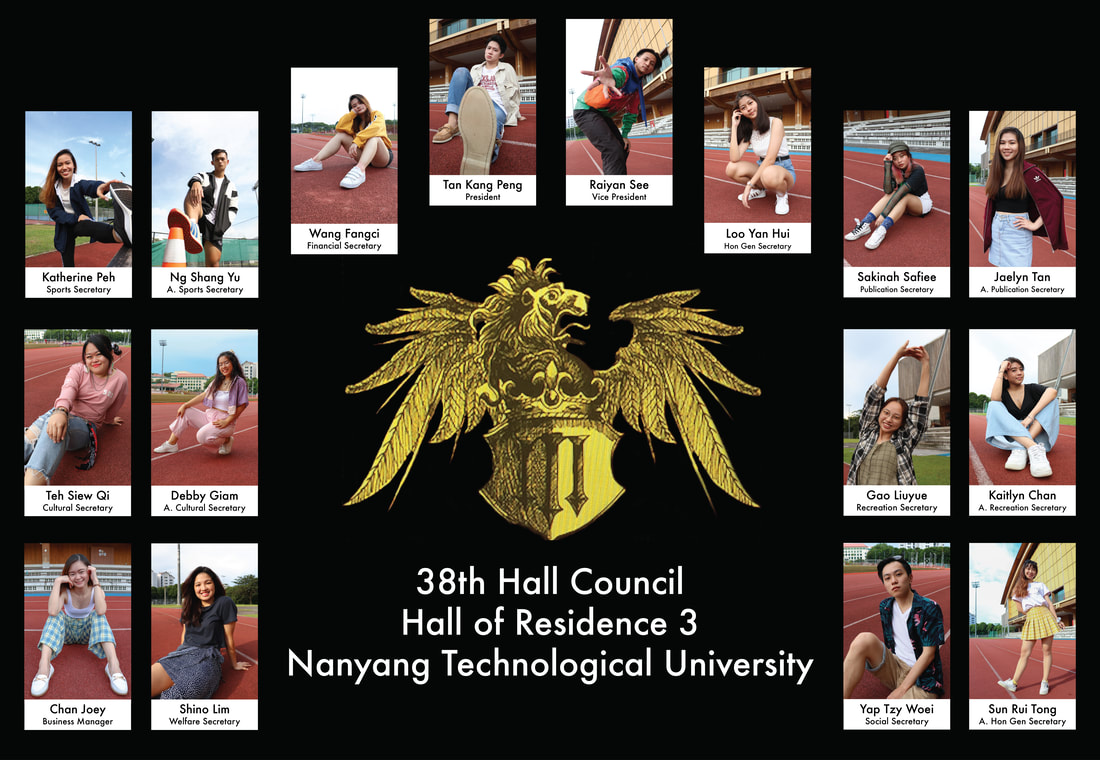 Tan Kang Peng
President
Raiyan See
Vice President
Wang Fangci
Financial Secretary
Loo Yan Hui
Hon Gen Secretary
Katherine Peh
Sports Secretary
Ng Shang Yu
A. Sports Secretary
Sakinah Safiee
Publication Secretary
Jaelyn Tan
A. Publication Secretary
Teh Siew Qi
Cultural Secretary
Debby Giam
A. Cultural Secretary
Gao Liuyue
Recreation Secretary
Kaitlyn Chan
A. Recreation Secretary
III
38th Hall Council
Hall of Residence 3
Nanyang Technological University
Chan Joey
Business Manager
Shino Lim
Welfare Secretary
Yap Tzy Woei
Social Secretary
Sun Rui Tong
A. Hon Gen Secretary